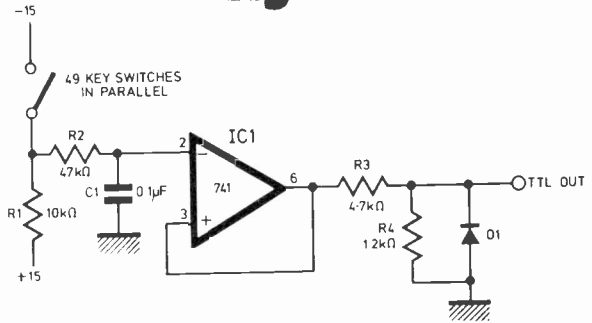 -15
49 KEY SWITCHES
IN PARALLEL
R2
47kΩ
C1
0·1µF
R1
10kΩ
+15
IC1
2
-
741
6
3
+
R3
4·7kΩ
R4
1·2kΩ
D1
TTL OUT